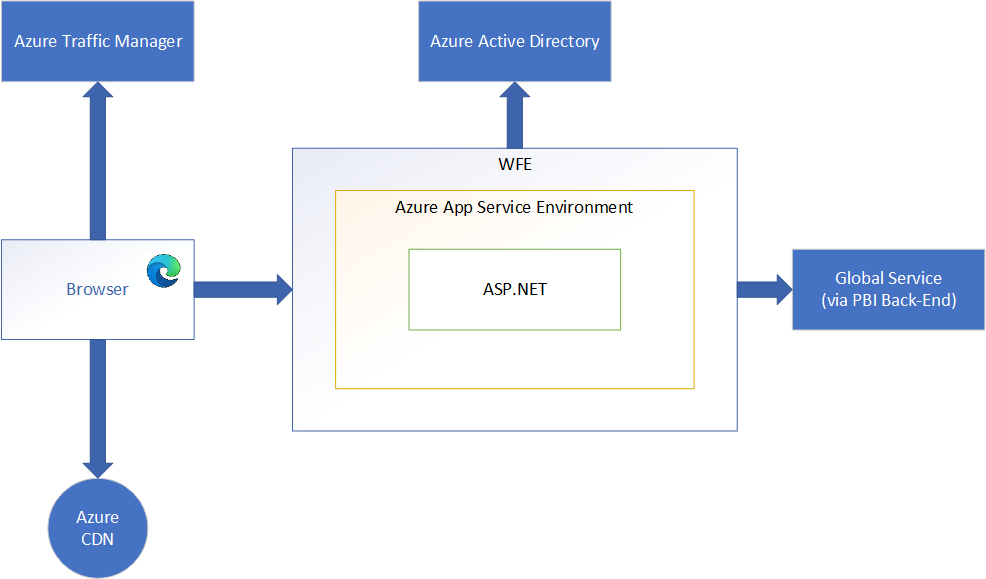 Azure Traffic Manager
Azure Active Directory
WFE
Azure App Service Environment
Browser
ASP.NET
Global Service
(via PBI Back-End)
Azure
CDN